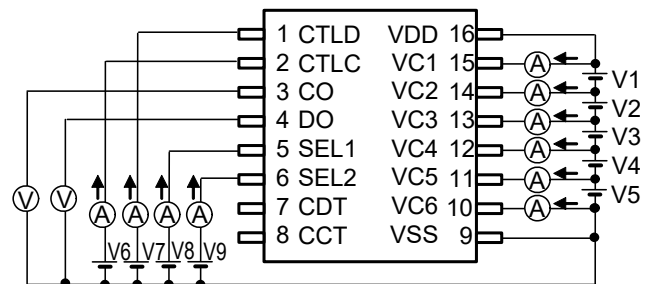 1 CTLD VDD 16
2 CTLC VC1 15 A
3 CO VC2 14 A V1
4 DO VC3 13 A V2
5 SEL1 VC4 12 A V3
6 SEL2 VC5 11 A V4
7 CDT VC6 10 A V5
8 CCT VSS 9
V V A A A A
V6 V7 V8 V9